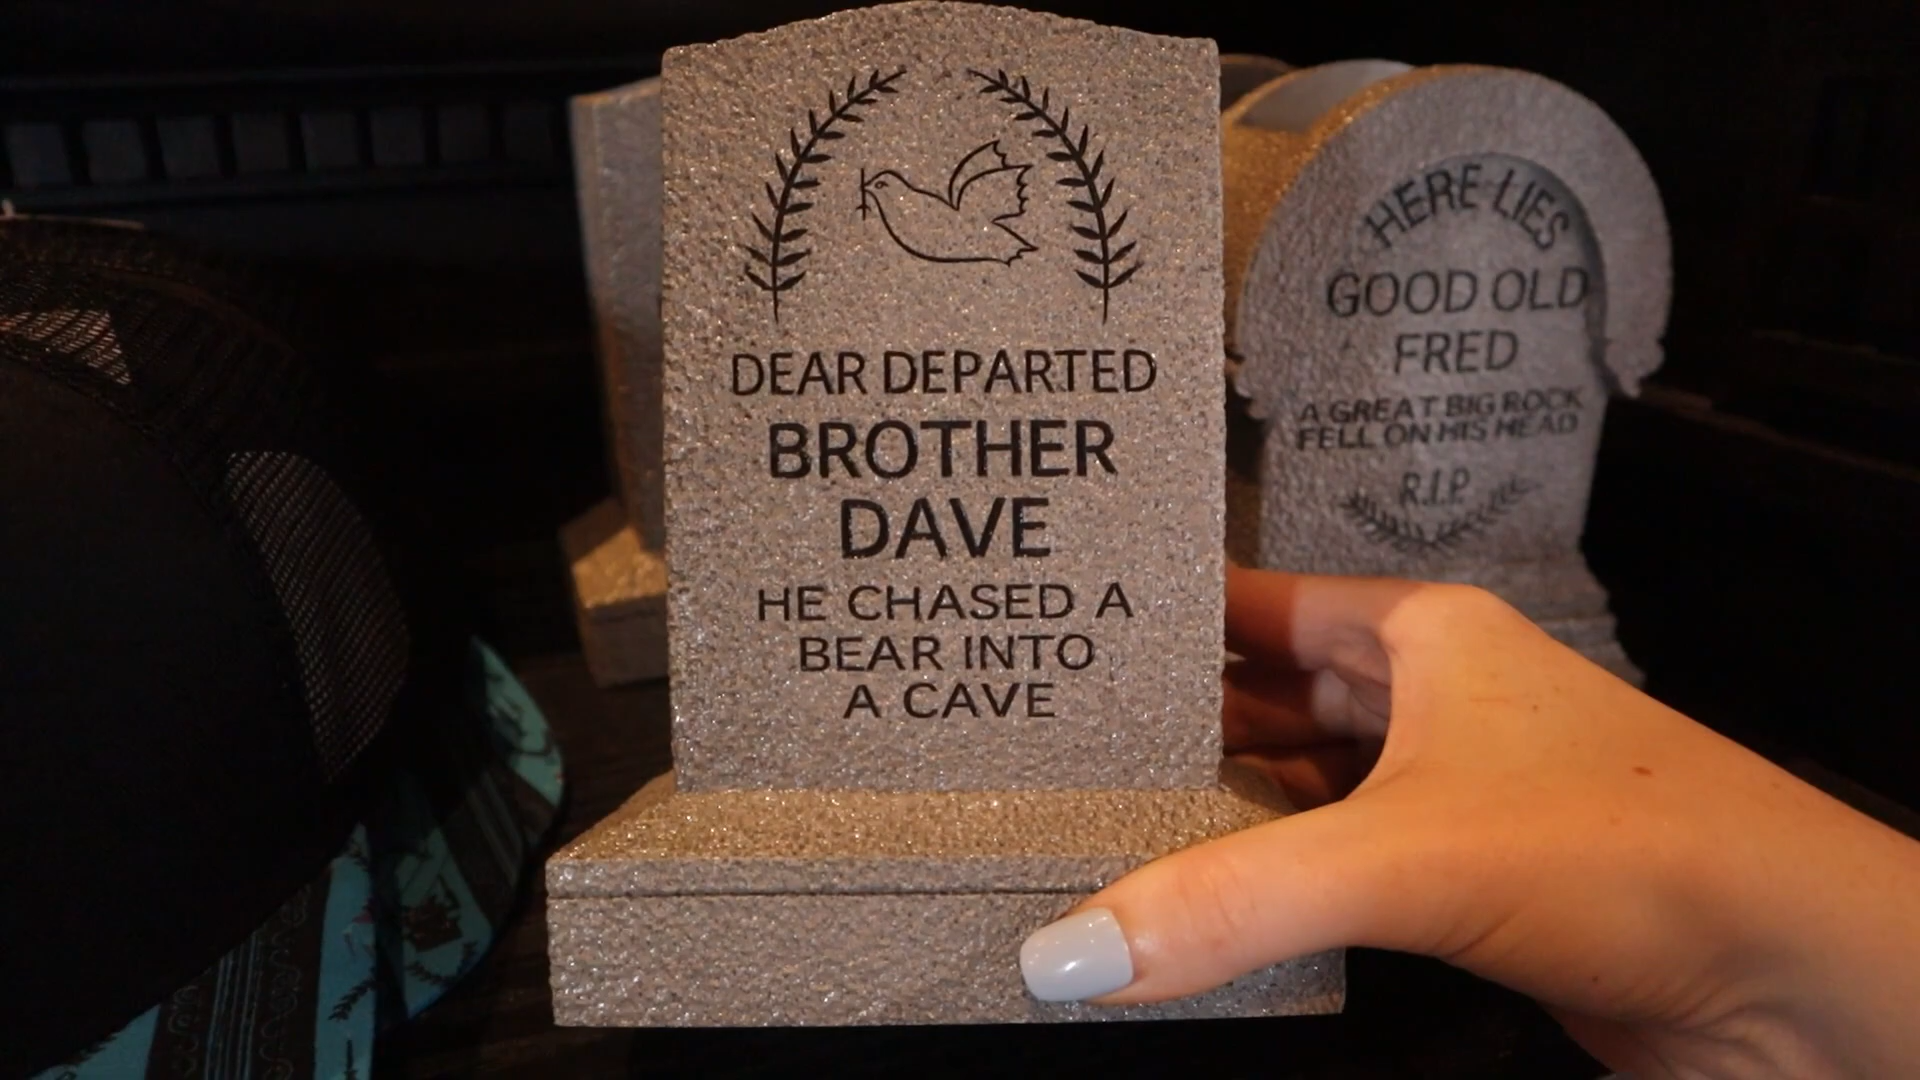 DEAR DEPARTED
BROTHER
DAVE
HE CHASED A
BEAR INTO
A CAVE
HERE LIES
GOOD OLD
FRED
A GREAT BIG ROCK
FELL ON HIS HEAD
R.I.P.